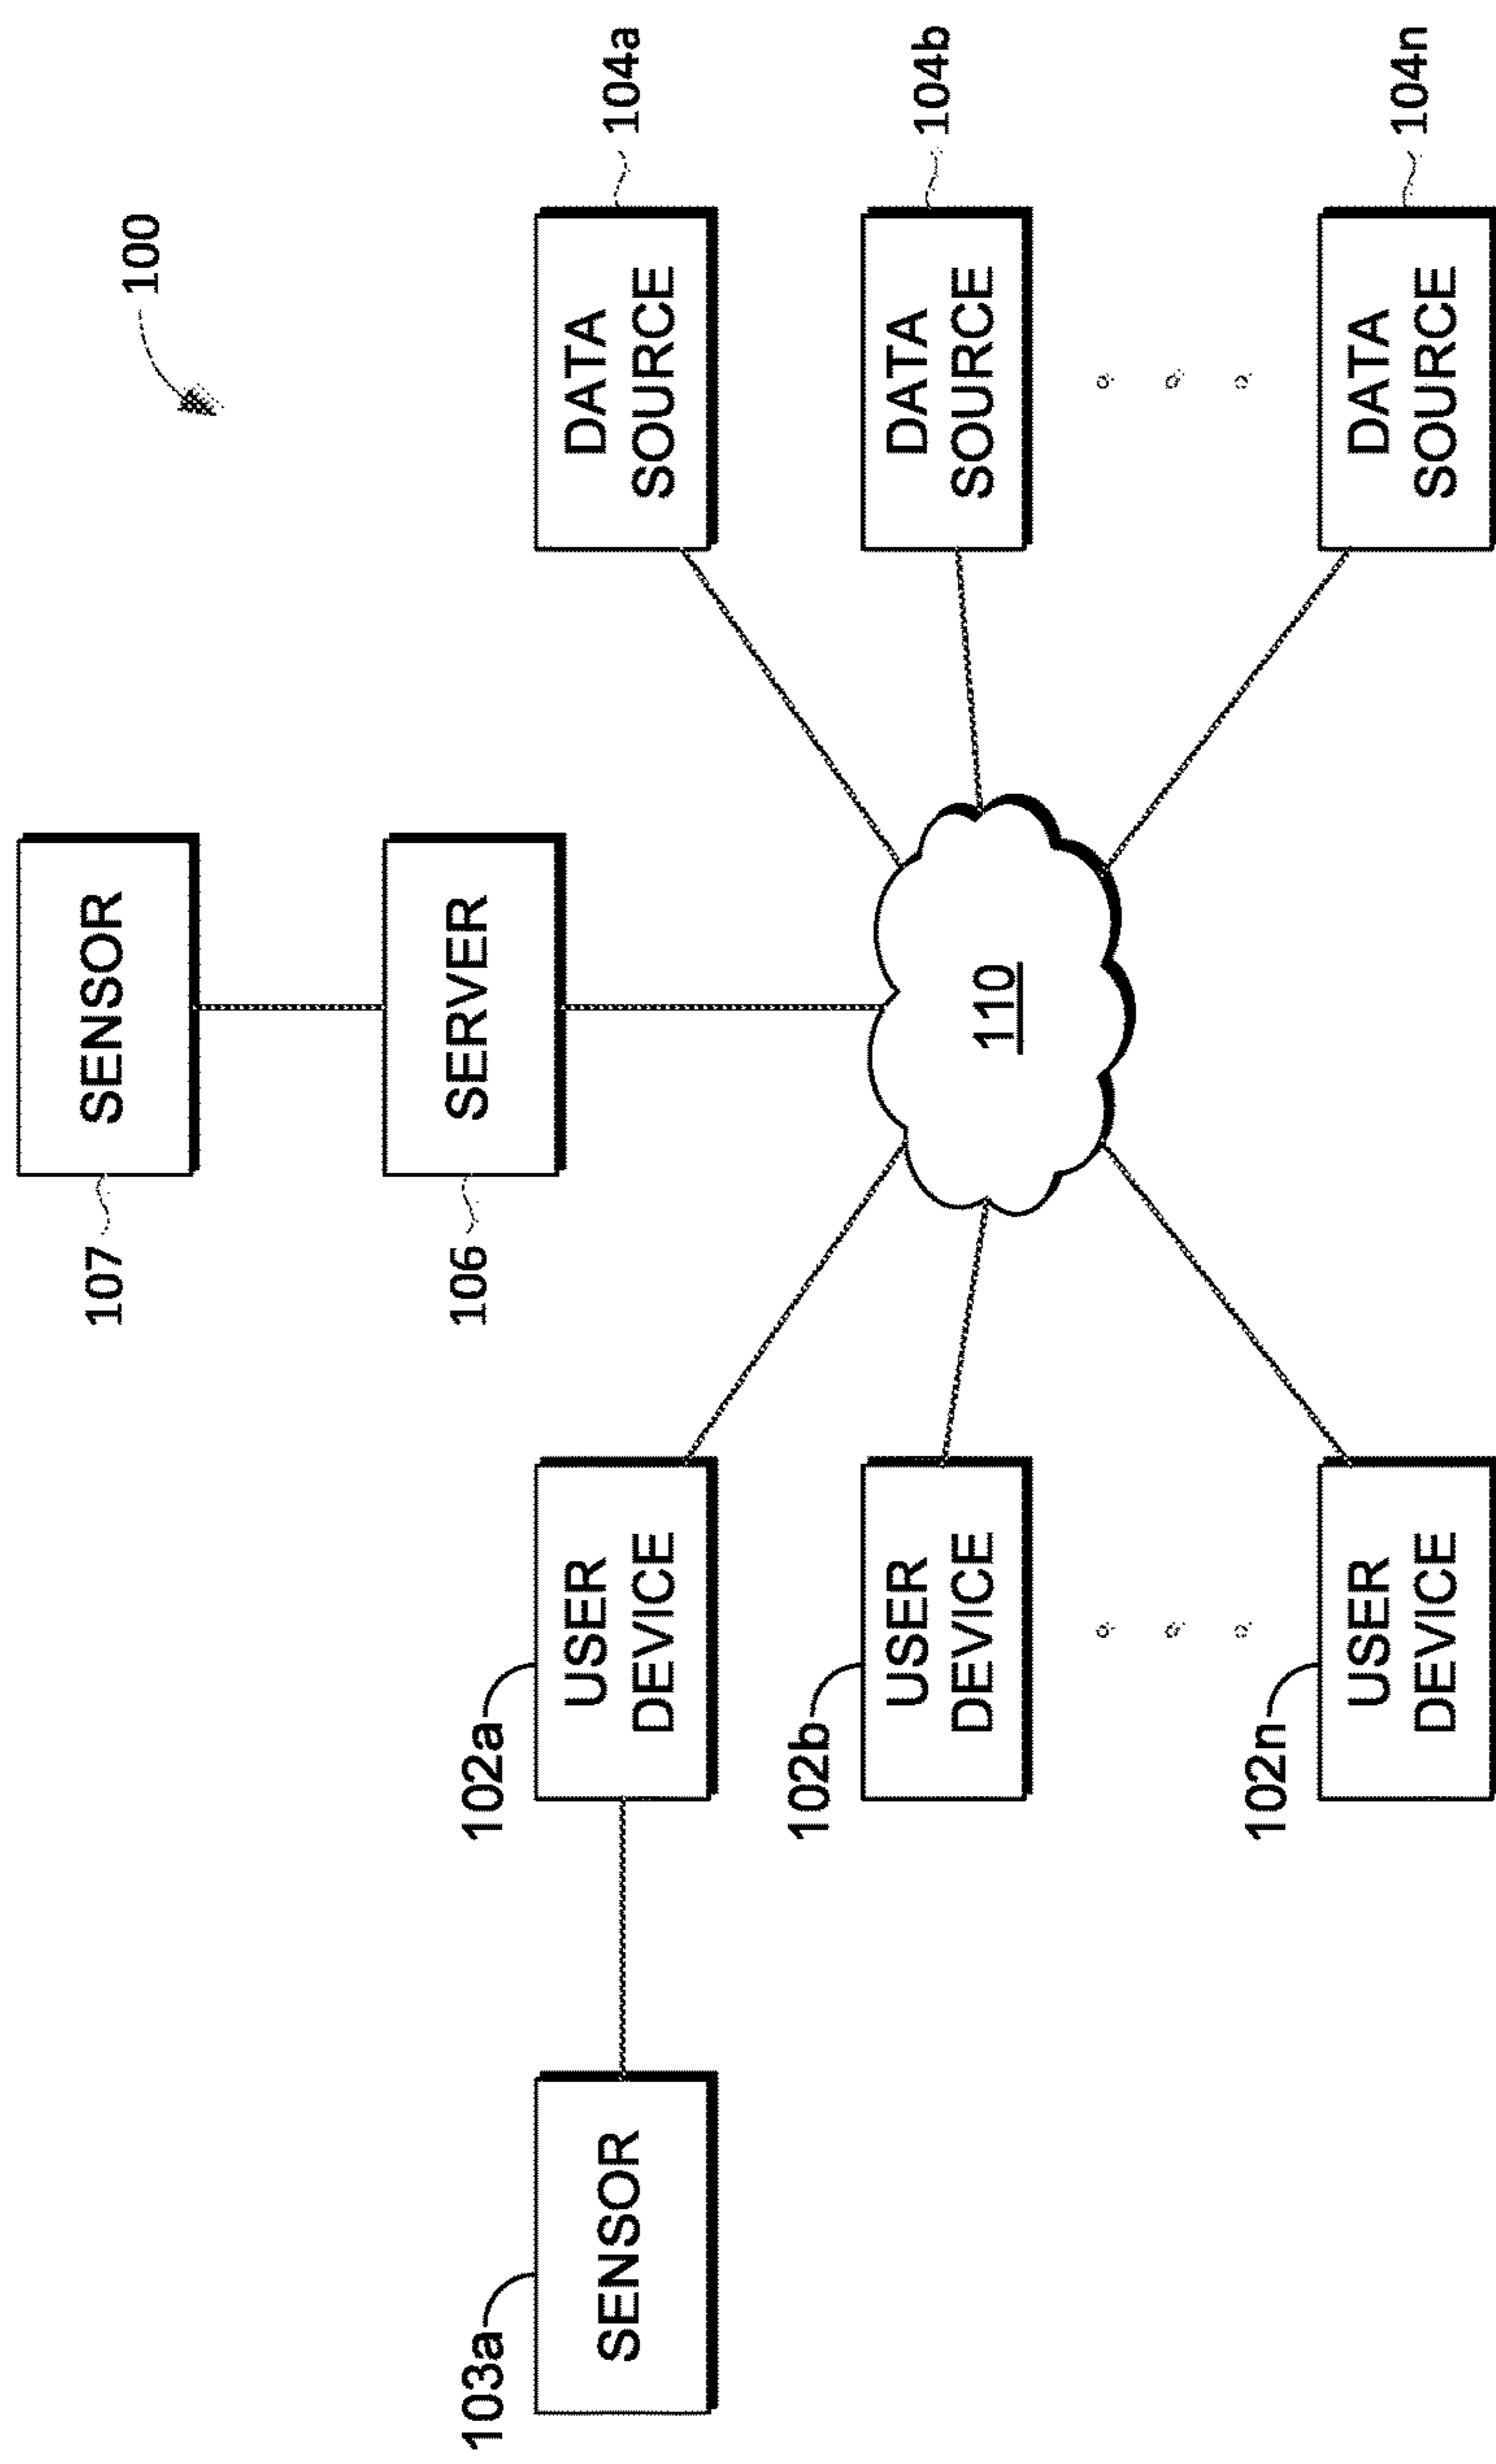 100
107
SENSOR
106
SERVER
103a
SENSOR
102a
USER
DEVICE
104a
DATA
SOURCE
110
102b
USER
DEVICE
104b
DATA
SOURCE
102n
USER
DEVICE
104n
DATA
SOURCE